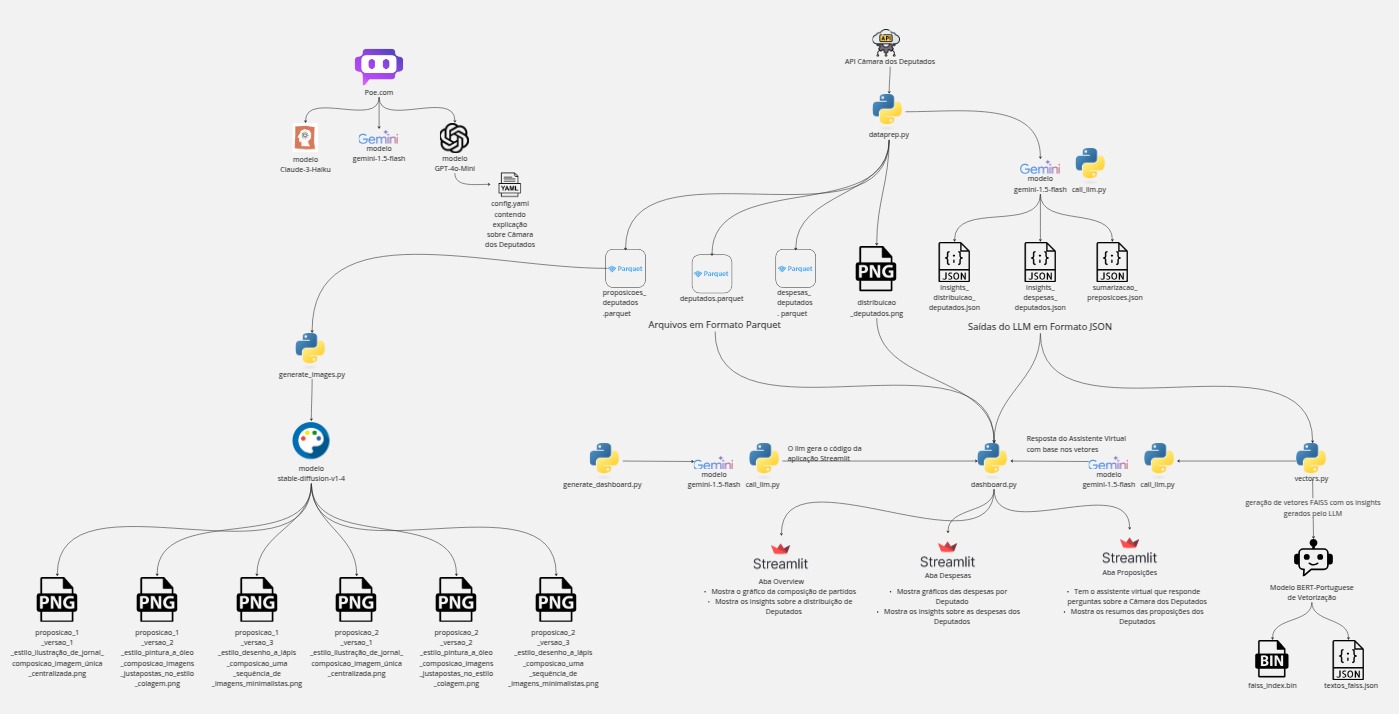 API
API Câmara dos Deputados
Poe.com
dataprep.py
modelo
Claude-3-Haiku
Gemini
modelo
gemini-1.5-flash
modelo
GPT-4o-Mini
YAML
config.yaml
contendo
explicação
sobre Câmara
dos Deputados
Gemini
modelo
gemini-1.5-flash
call_llm.py
Parquet
proposicoes_
deputados
.parquet
Parquet
deputados.parquet
Parquet
despesas_
deputados
.parquet
PNG
distribuicao
_deputados.png
{;}
JSON
insights_
distribuicao_
deputados.json
{;}
JSON
insights_
despesas_
deputados.json
{;}
JSON
sumarizacao_
preposicoes.json
Arquivos em Formato Parquet
Saídas do LLM em Formato JSON
generate_images.py
modelo
stable-diffusion-v1-4
generate_dashboard.py
Gemini
modelo
gemini-1.5-flash
call_llm.py
O llm gera o código da
aplicação Streamlit
dashboard.py
Resposta do Assistente Virtual
com base nos vetores
Gemini
modelo
gemini-1.5-flash
call_llm.py
vectors.py
geração de vetores FAISS com os insights
gerados pelo LLM
Streamlit
Aba Overview
• Mostra o gráfico da composição de partidos
• Mostra os insights sobre a distribuição de
Deputados
Streamlit
Aba Despesas
• Mostra gráficos das despesas por
Deputado
• Mostra os insights sobre as despesas dos
Deputados
Streamlit
Aba Proposições
• Tem o assistente virtual que responde
perguntas sobre a Câmara dos Deputados
• Mostra os resumos das proposições dos
Deputados
Modelo BERT-Portuguese
de Vetorização
BIN
faiss_index.bin
{;}
JSON
textos_faiss.json
PNG
proposicao_1
_versao_1
_estilo_ilustração_de_jornal_
composicao_imagem_única
_centralizada.png
PNG
proposicao_1
_versao_2
_estilo_pintura_a_óleo
_composicao_imagens
_justapostas_no_estilo
_colagem.png
PNG
proposicao_1
_versao_3
_estilo_desenho_a_lápis
_composicao_uma
_sequência_de
_imagens_minimalistas.png
PNG
proposicao_2
_versao_1
_estilo_ilustração_de_jornal_
composicao_imagem_única
_centralizada.png
PNG
proposicao_2
_versao_2
_estilo_pintura_a_óleo
_composicao_imagens
_justapostas_no_estilo
_colagem.png
PNG
proposicao_2
_versao_3
_estilo_desenho_a_lápis
_composicao_uma
_sequência_de
_imagens_minimalistas.png